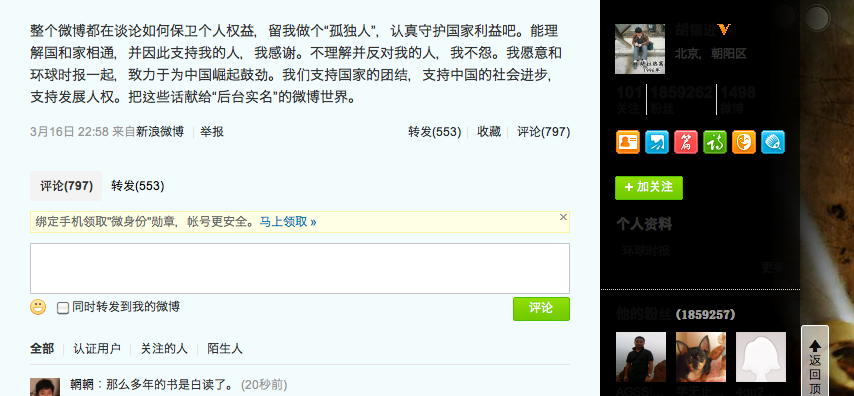 整个微博都在谈论如何保卫个人权益，留我做个“孤独人”，认真守护国家利益吧。能理
解国和家相通，并因此支持我的人，我感谢。不理解并反对我的人，我不怨。我愿意和
环球时报一起，致力于为中国崛起鼓劲。我们支持国家的团结，支持中国的社会进步，
支持发展人权。把这些话献给“后台实名”的微博世界。
3月16日 22:58 来自新浪微博 举报 转发(553) 收藏 评论(797)
评论(797) 转发(553)
绑定手机领取"微身份"勋章，帐号更安全。马上领取 » ×
同时转发到我的微博 评论
全部 认证用户 关注的人 陌生人
網網：那么多年的书是白读了。 (20秒前)
胡锡进
北京，朝阳区
101 1859262 1498
关注 粉丝 微博
+ 加关注
个人资料
环球时报
更多
他的粉丝 (1859257)
返
回
顶